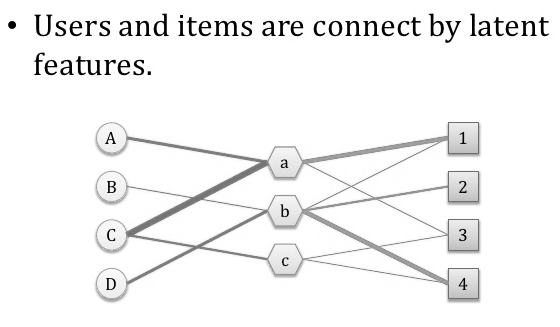 • Users and items are connect by latent
features.
A
1
a
B
2
b
C
3
c
D
4